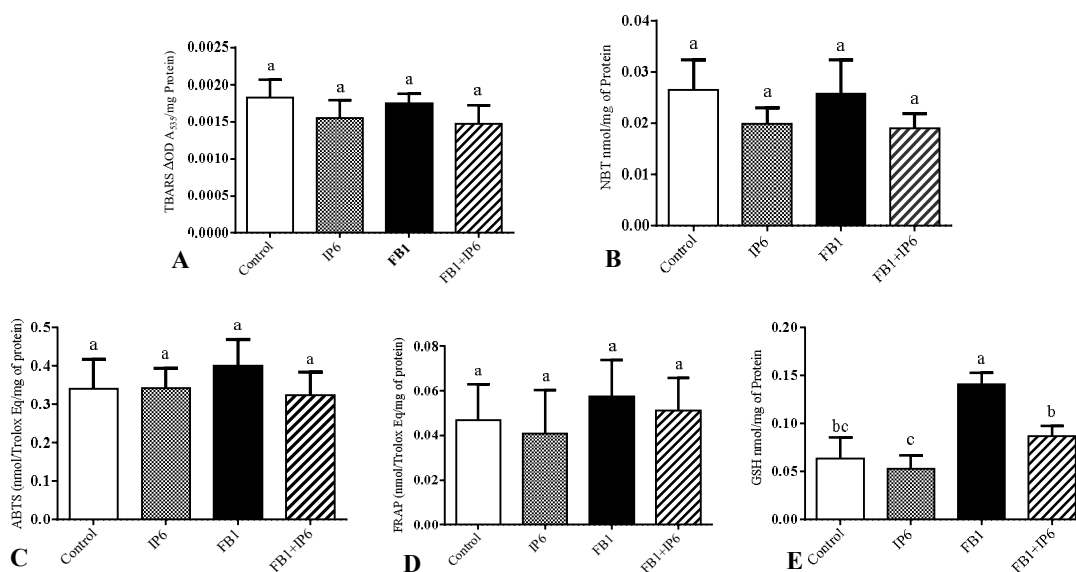 TBARS ΔOD A535/mg Protein)
0.0025
0.0020
0.0015
0.0010
0.0005
0.0000
a
a
a
a
Control
IP6
FB1
FB1+IP6
A
NBT nmol/mg of Protein
0.04
0.03
0.02
0.01
0.00
a
a
a
a
Control
IP6
FB1
FB1+IP6
B
ABTS (nmol/Trolox Eq/mg of protein)
0.5
0.4
0.3
0.2
0.1
0.0
a
a
a
a
Control
IP6
FB1
FB1+IP6
C
FRAP (nmol/Trolox Eq/mg of protein)
0.08
0.06
0.04
0.02
0.00
a
a
a
a
Control
IP6
FB1
FB1+IP6
D
GSH nmol/mg of Protein
0.20
0.15
0.10
0.05
0.00
bc
c
a
b
Control
IP6
FB1
FB1+IP6
E